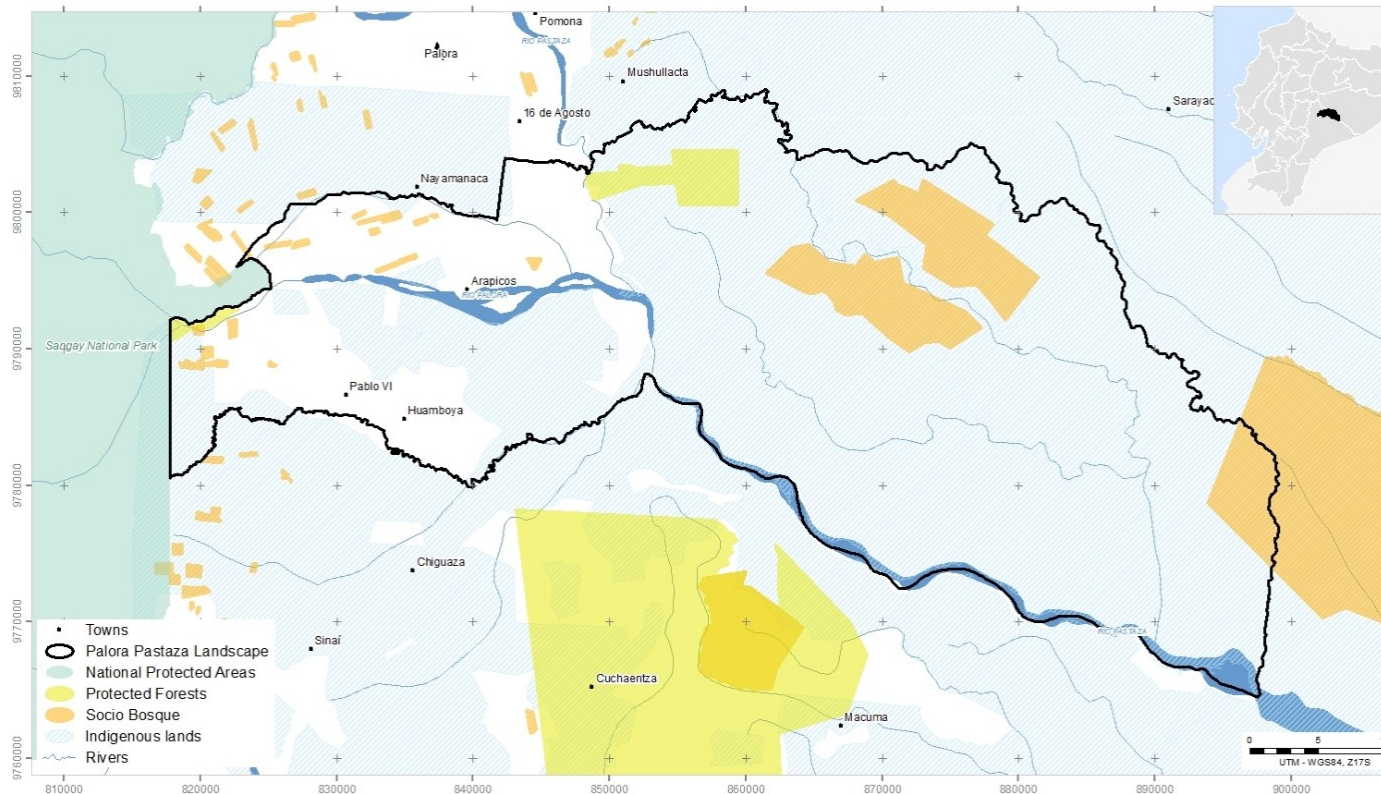 Pomona
RIO PASTAZA
Palora
Mushullacta
9810000
Sarayac
16 de Agosto
Nayamanaca
9800000
Arapicos
RIO PALORA
9790000
Sangay National Park
Pablo VI
Huamboya
9780000
Chiguaza
9770000
Towns
RIO PASTAZA
Sinaí
Palora Pastaza Landscape
National Protected Areas
Cuchaentza
Protected Forests
Socio Bosque
Macuma
Indigenous lands
Rivers
0 5
9760000
UTM - WGS84, Z17S
810000 820000 830000 840000 850000 860000 870000 880000 890000 900000